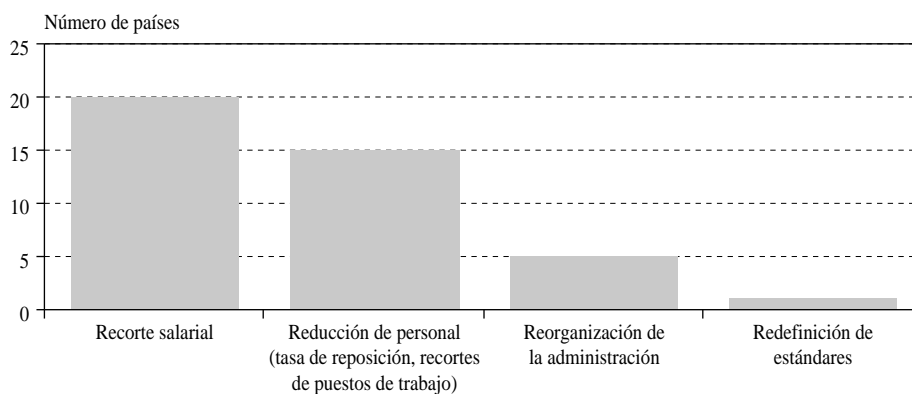 Número de países
25
20
15
10
5
0
Recorte salarial
Reducción de personal
(tasa de reposición, recortes
de puestos de trabajo)
Reorganización de
la administración
Redefinición de
estándares